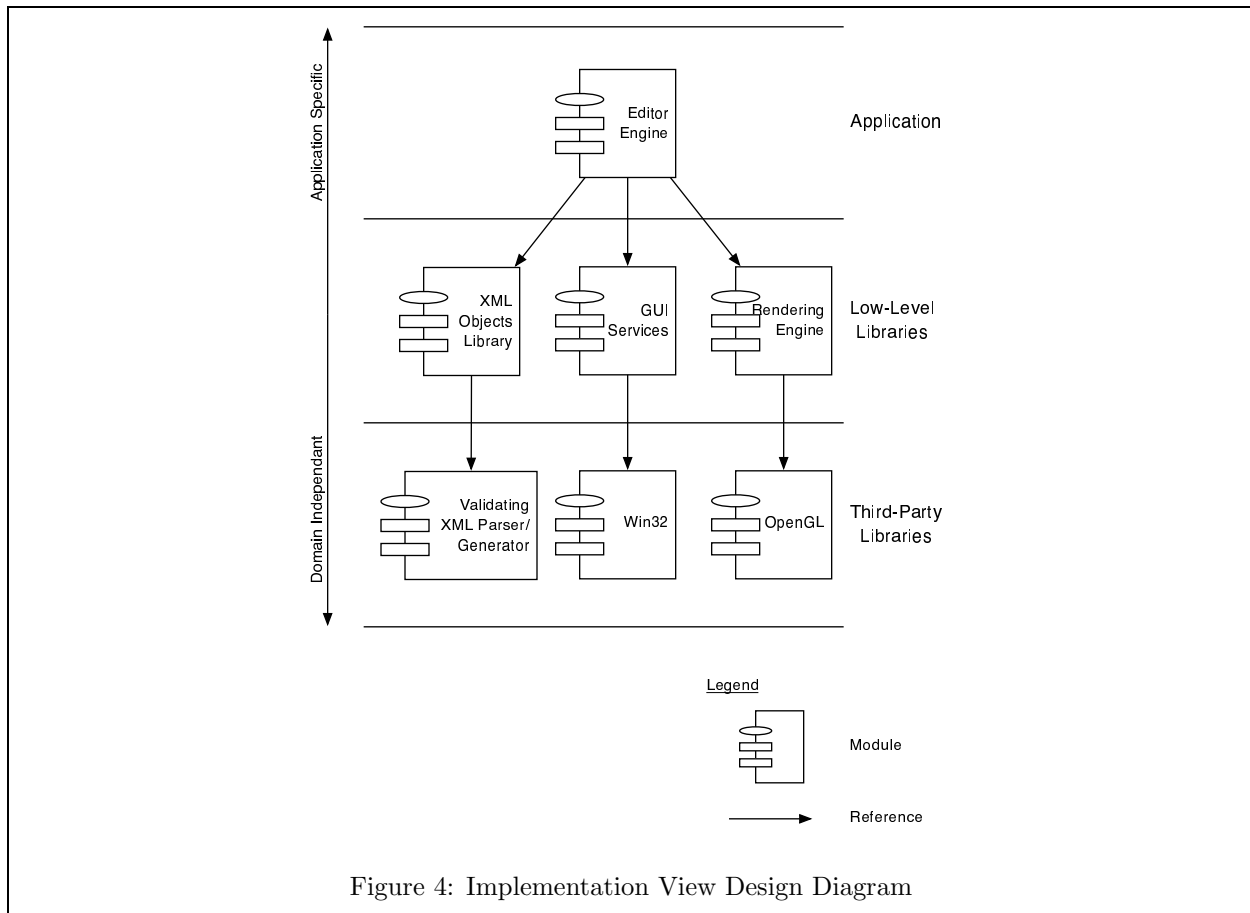 Application Specific
Domain Independant
Editor
Engine
Application
XML
Objects
Library
GUI
Services
Rendering
Engine
Low-Level
Libraries
Validating
XML Parser/
Generator
Win32
OpenGL
Third-Party
Libraries
Legend
Module
Reference
Figure 4: Implementation View Design Diagram